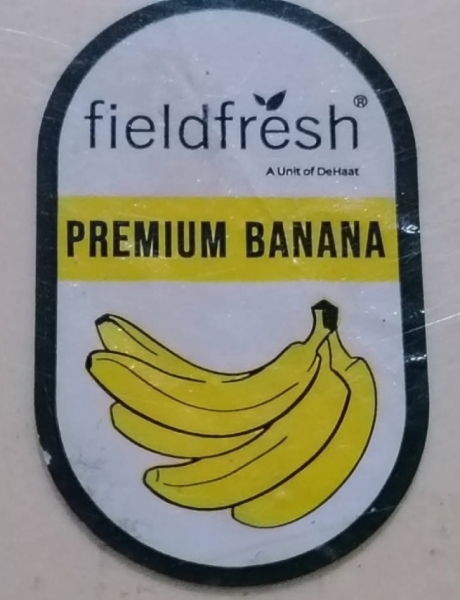 fieldfresh®
A Unit of DeHaat
PREMIUM BANANA